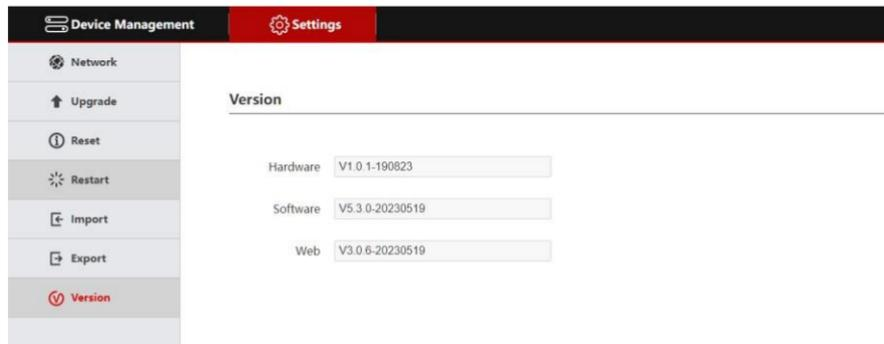 Device Management
Settings
Network
Upgrade
Reset
Restart
Import
Export
Version
Version
Hardware V1.0.1-190823
Software V5.3.0-20230519
Web V3.0.6-20230519